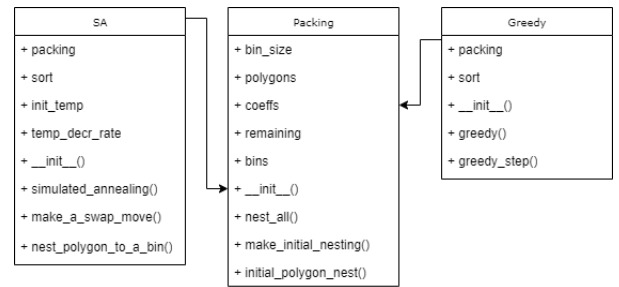 SA
+ packing
+ sort
+ init_temp
+ temp_decr_rate
+ __init__()
+ simulated_annealing()
+ make_a_swap_move()
+ nest_polygon_to_a_bin()
Packing
+ bin_size
+ polygons
+ coeffs
+ remaining
+ bins
+ __init__()
+ nest_all()
+ make_initial_nesting()
+ initial_polygon_nest()
Greedy
+ packing
+ sort
+ __init__()
+ greedy()
+ greedy_step()